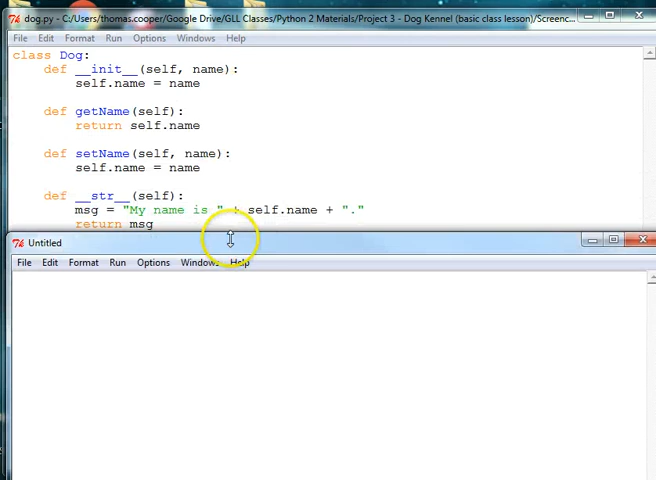 dog.py - C:/Users/thomas.cooper/Google Drive/GLL Classes/Python 2 Materials/Project 3 - Dog Kennel (basic class lesson)/Screenc...
File Edit Format Run Options Windows Help
class Dog:
def __init__(self, name):
self.name = name
def getName(self):
return self.name
def setName(self, name):
self.name = name
def __str__(self):
msg = "My name is " + self.name + "."
return msg
Untitled
File Edit Format Run Options Windows Help